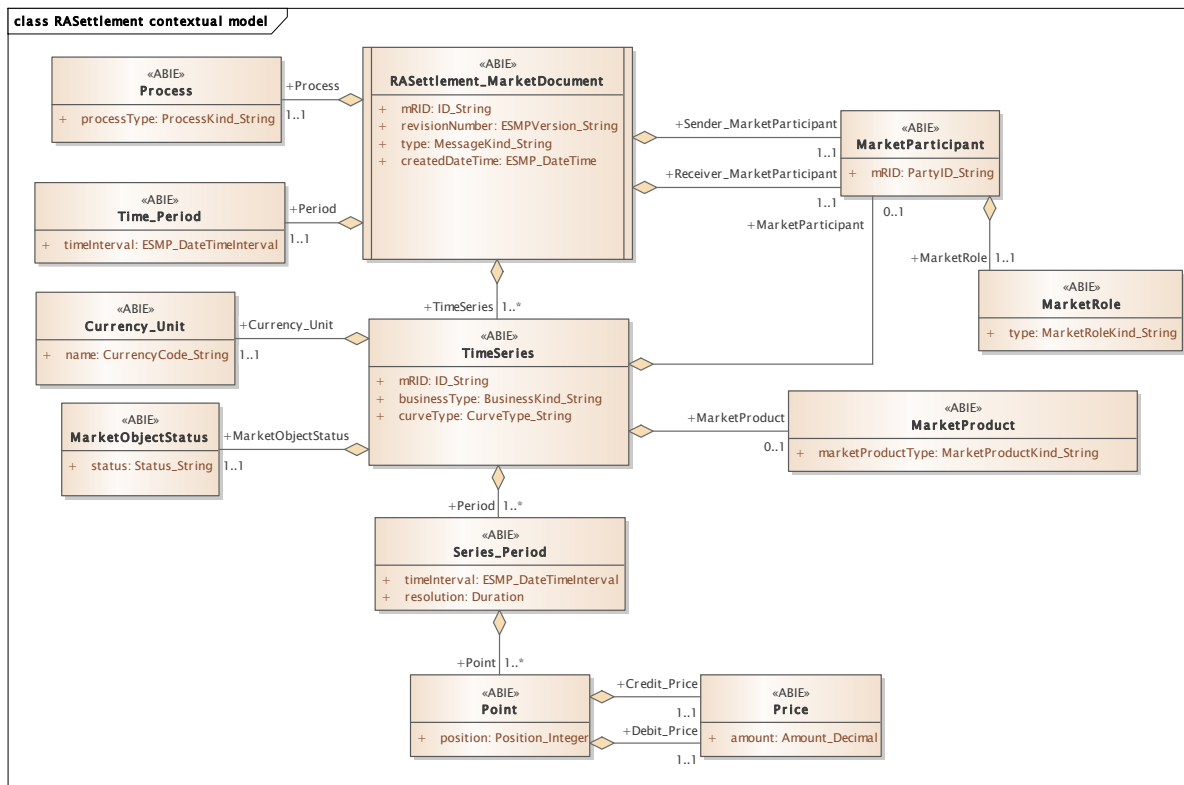 class RASettlement contextual model
«ABIE»
Process
+ processType: ProcessKind_String
+Process
1..1
«ABIE»
RASettlement_MarketDocument
+ mRID: ID_String
+ revisionNumber: ESMPVersion_String
+ type: MessageKind_String
+ createdDateTime: ESMP_DateTime
+Sender_MarketParticipant
1..1
+Receiver_MarketParticipant
1..1
«ABIE»
MarketParticipant
+ mRID: PartyID_String
0..1
+MarketParticipant
«ABIE»
Time_Period
+ timeInterval: ESMP_DateTimeInterval
+Period
1..1
+MarketRole
1..1
«ABIE»
MarketRole
+ type: MarketRoleKind_String
+TimeSeries
1..*
«ABIE»
Currency_Unit
+ name: CurrencyCode_String
+Currency_Unit
1..1
«ABIE»
TimeSeries
+ mRID: ID_String
+ businessType: BusinessKind_String
+ curveType: CurveType_String
«ABIE»
MarketObjectStatus
+ status: Status_String
+MarketObjectStatus
1..1
+MarketProduct
0..1
«ABIE»
MarketProduct
+ marketProductType: MarketProductKind_String
+Period
1..*
«ABIE»
Series_Period
+ timeInterval: ESMP_DateTimeInterval
+ resolution: Duration
+Point
1..*
«ABIE»
Point
+ position: Position_Integer
+Credit_Price
1..1
+Debit_Price
1..1
«ABIE»
Price
+ amount: Amount_Decimal